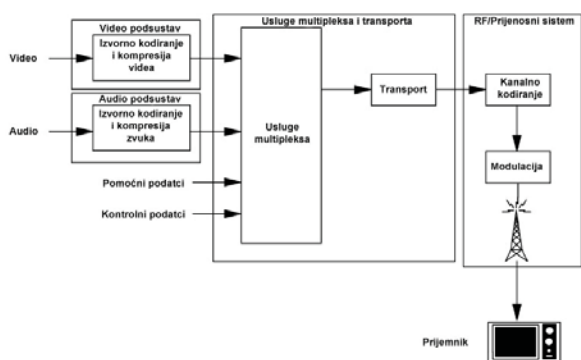 Video podsustav
Usluge multipleksa i transporta
RF/Prijenosni sistem
Video
Izvorno kodiranje
i kompresija
videa
Audio podsustav
Audio
Izvorno kodiranje
i kompresija
zvuka
Usluge
multipleksa
Transport
Kanalno
kodiranje
Modulacija
Pomoćni podatci
Kontrolni podatci
Prijemnik